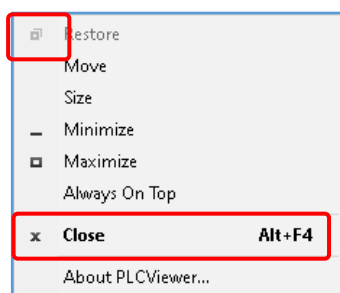 Restore
Move
Size
Minimize
Maximize
Always On Top
Close Alt+F4
About PLCViewer...